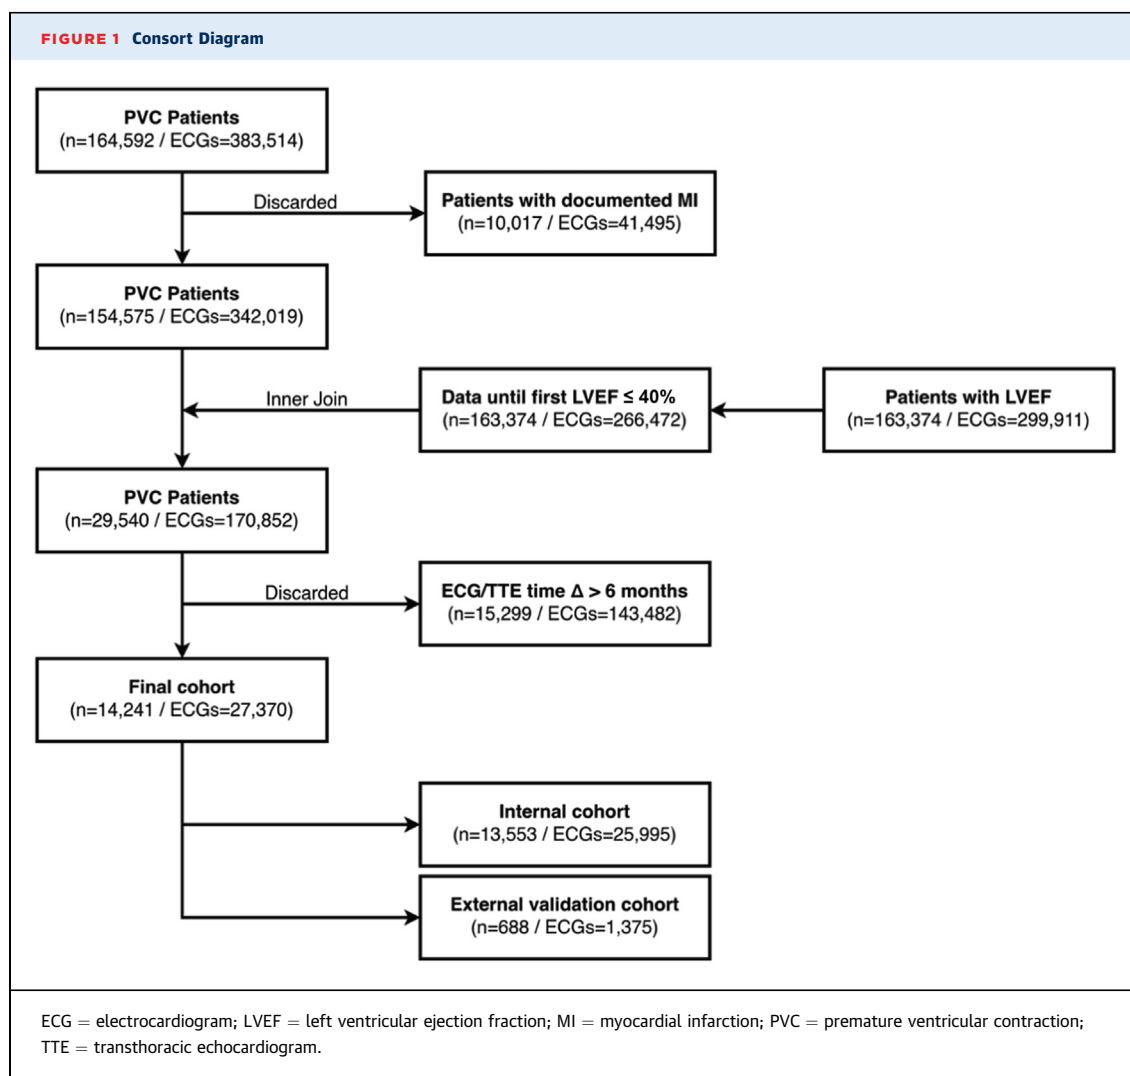 FIGURE 1 Consort Diagram
PVC Patients
(n=164,592 / ECGs=383,514)
Discarded
Patients with documented MI
(n=10,017 / ECGs=41,495)
PVC Patients
(n=154,575 / ECGs=342,019)
Inner Join
Data until first LVEF ≤ 40%
(n=163,374 / ECGs=266,472)
Patients with LVEF
(n=163,374 / ECGs=299,911)
PVC Patients
(n=29,540 / ECGs=170,852)
Discarded
ECG/TTE time Δ > 6 months
(n=15,299 / ECGs=143,482)
Final cohort
(n=14,241 / ECGs=27,370)
Internal cohort
(n=13,553 / ECGs=25,995)
External validation cohort
(n=688 / ECGs=1,375)
ECG = electrocardiogram; LVEF = left ventricular ejection fraction; MI = myocardial infarction; PVC = premature ventricular contraction;
TTE = transthoracic echocardiogram.